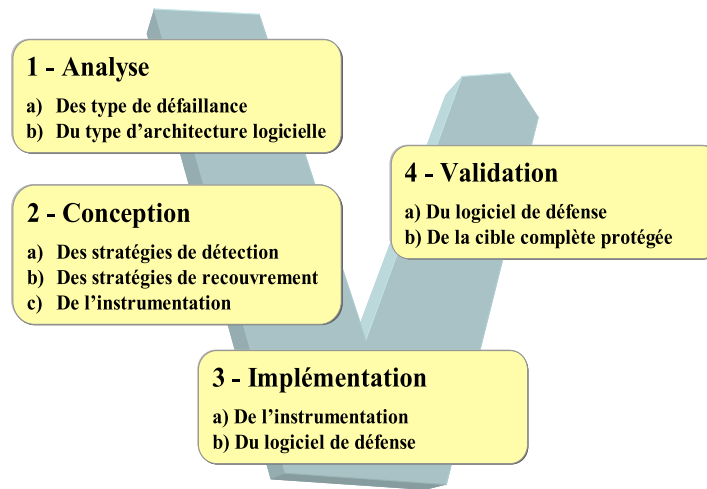 1 - Analyse
a) Des type de défaillance
b) Du type d'architecture logicielle
2 - Conception
a) Des stratégies de détection
b) Des stratégies de recouvrement
c) De l'instrumentation
3 - Implémentation
a) De l'instrumentation
b) Du logiciel de défense
4 - Validation
a) Du logiciel de défense
b) De la cible complète protégée